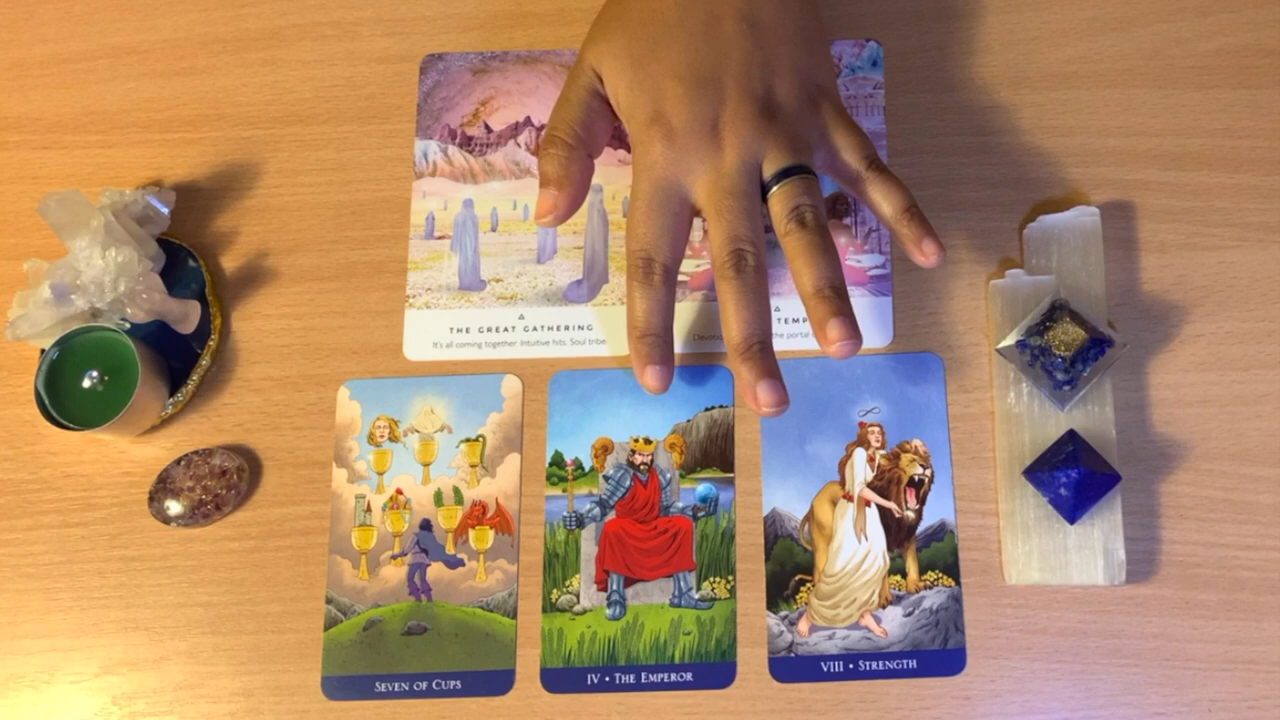 THE GREAT GATHERING
It's all coming together. Intuitive hits. Soul tribe.
the portal
SEVEN OF CUPS
IV • THE EMPEROR
VIII • STRENGTH